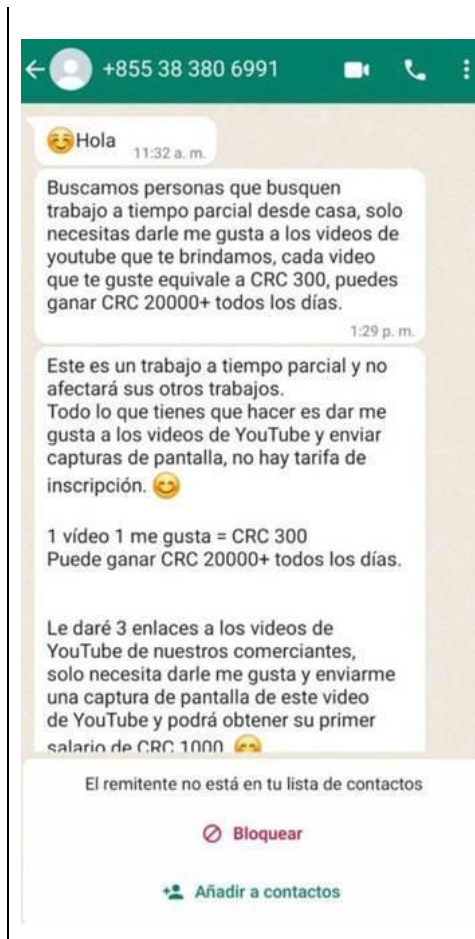 +855 38 380 6991
😊Hola
11:32 a. m.
Buscamos personas que busquen
trabajo a tiempo parcial desde casa, solo
necesitas darle me gusta a los videos de
youtube que te brindamos, cada video
que te guste equivale a CRC 300, puedes
ganar CRC 20000+ todos los días.
1:29 p. m.
Este es un trabajo a tiempo parcial y no
afectará sus otros trabajos.
Todo lo que tienes que hacer es dar me
gusta a los videos de YouTube y enviar
capturas de pantalla, no hay tarifa de
inscripción. 😊
1 vídeo 1 me gusta = CRC 300
Puede ganar CRC 20000+ todos los días.
Le daré 3 enlaces a los videos de
YouTube de nuestros comerciantes,
solo necesita darle me gusta y enviarme
una captura de pantalla de este video
de YouTube y podrá obtener su primer
salario de CRC 1000 😊
El remitente no está en tu lista de contactos
Bloquear
Añadir a contactos